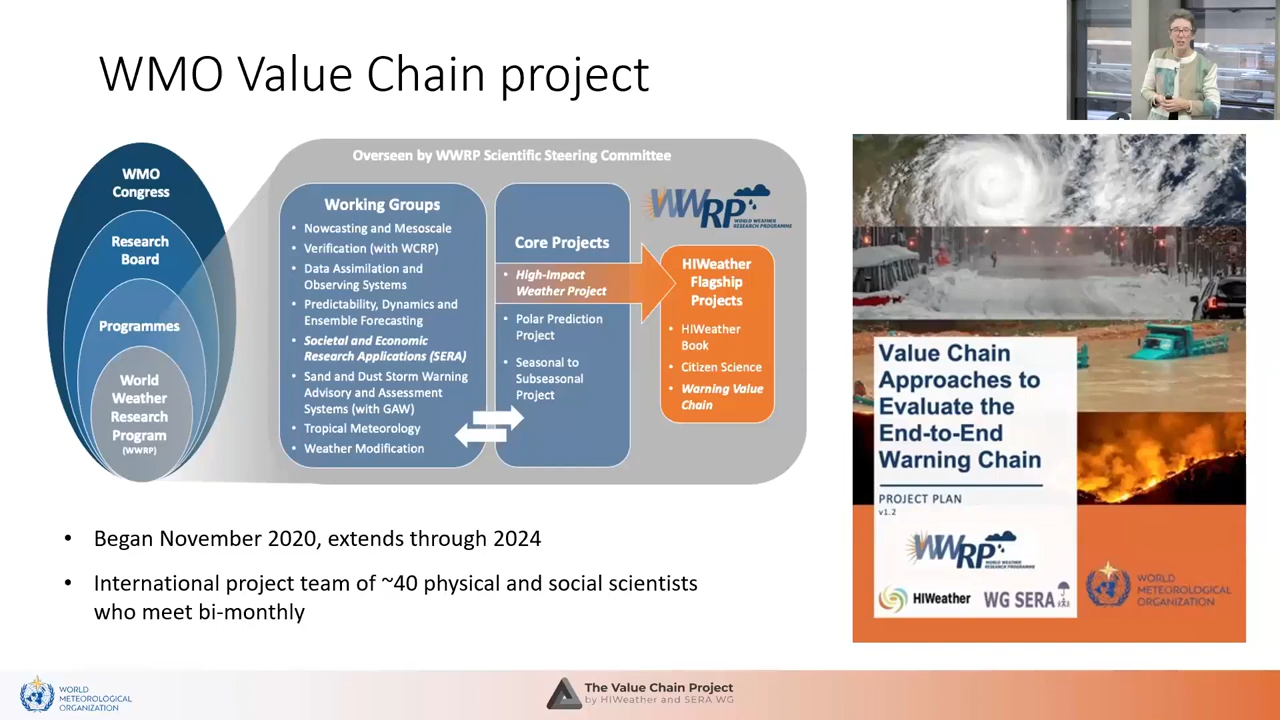 WMO Value Chain project
WMO
Congress
Research
Board
Programmes
World
Weather
Research
Program
(WWRP)
Overseen by WWRP Scientific Steering Committee
Working Groups
• Nowcasting and Mesoscale
• Verification (with WCRP)
• Data Assimilation and
Observing Systems
• Predictability, Dynamics and
Ensemble Forecasting
• Societal and Economic
Research Applications (SERA)
• Sand and Dust Storm Warning
Advisory and Assessment
Systems (with GAW)
• Tropical Meteorology
• Weather Modification
Core Projects
• High-Impact
Weather Project
• Polar Prediction
Project
• Seasonal to
Subseasonal
Project
WWRP
WORLD WEATHER
RESEARCH PROGRAMME
HIWeather
Flagship
Projects
• HIWeather
Book
• Citizen Science
• Warning Value
Chain
Value Chain
Approaches to
Evaluate the
End-to-End
Warning Chain
PROJECT PLAN
v1.2
WWRP
WORLD WEATHER
RESEARCH PROGRAMME
HIWeather
WG SERA
WORLD
METEOROLOGICAL
ORGANIZATION
• Began November 2020, extends through 2024
• International project team of ~40 physical and social scientists
who meet bi-monthly
WORLD
METEOROLOGICAL
ORGANIZATION
The Value Chain Project
by HIWeather and SERA WG